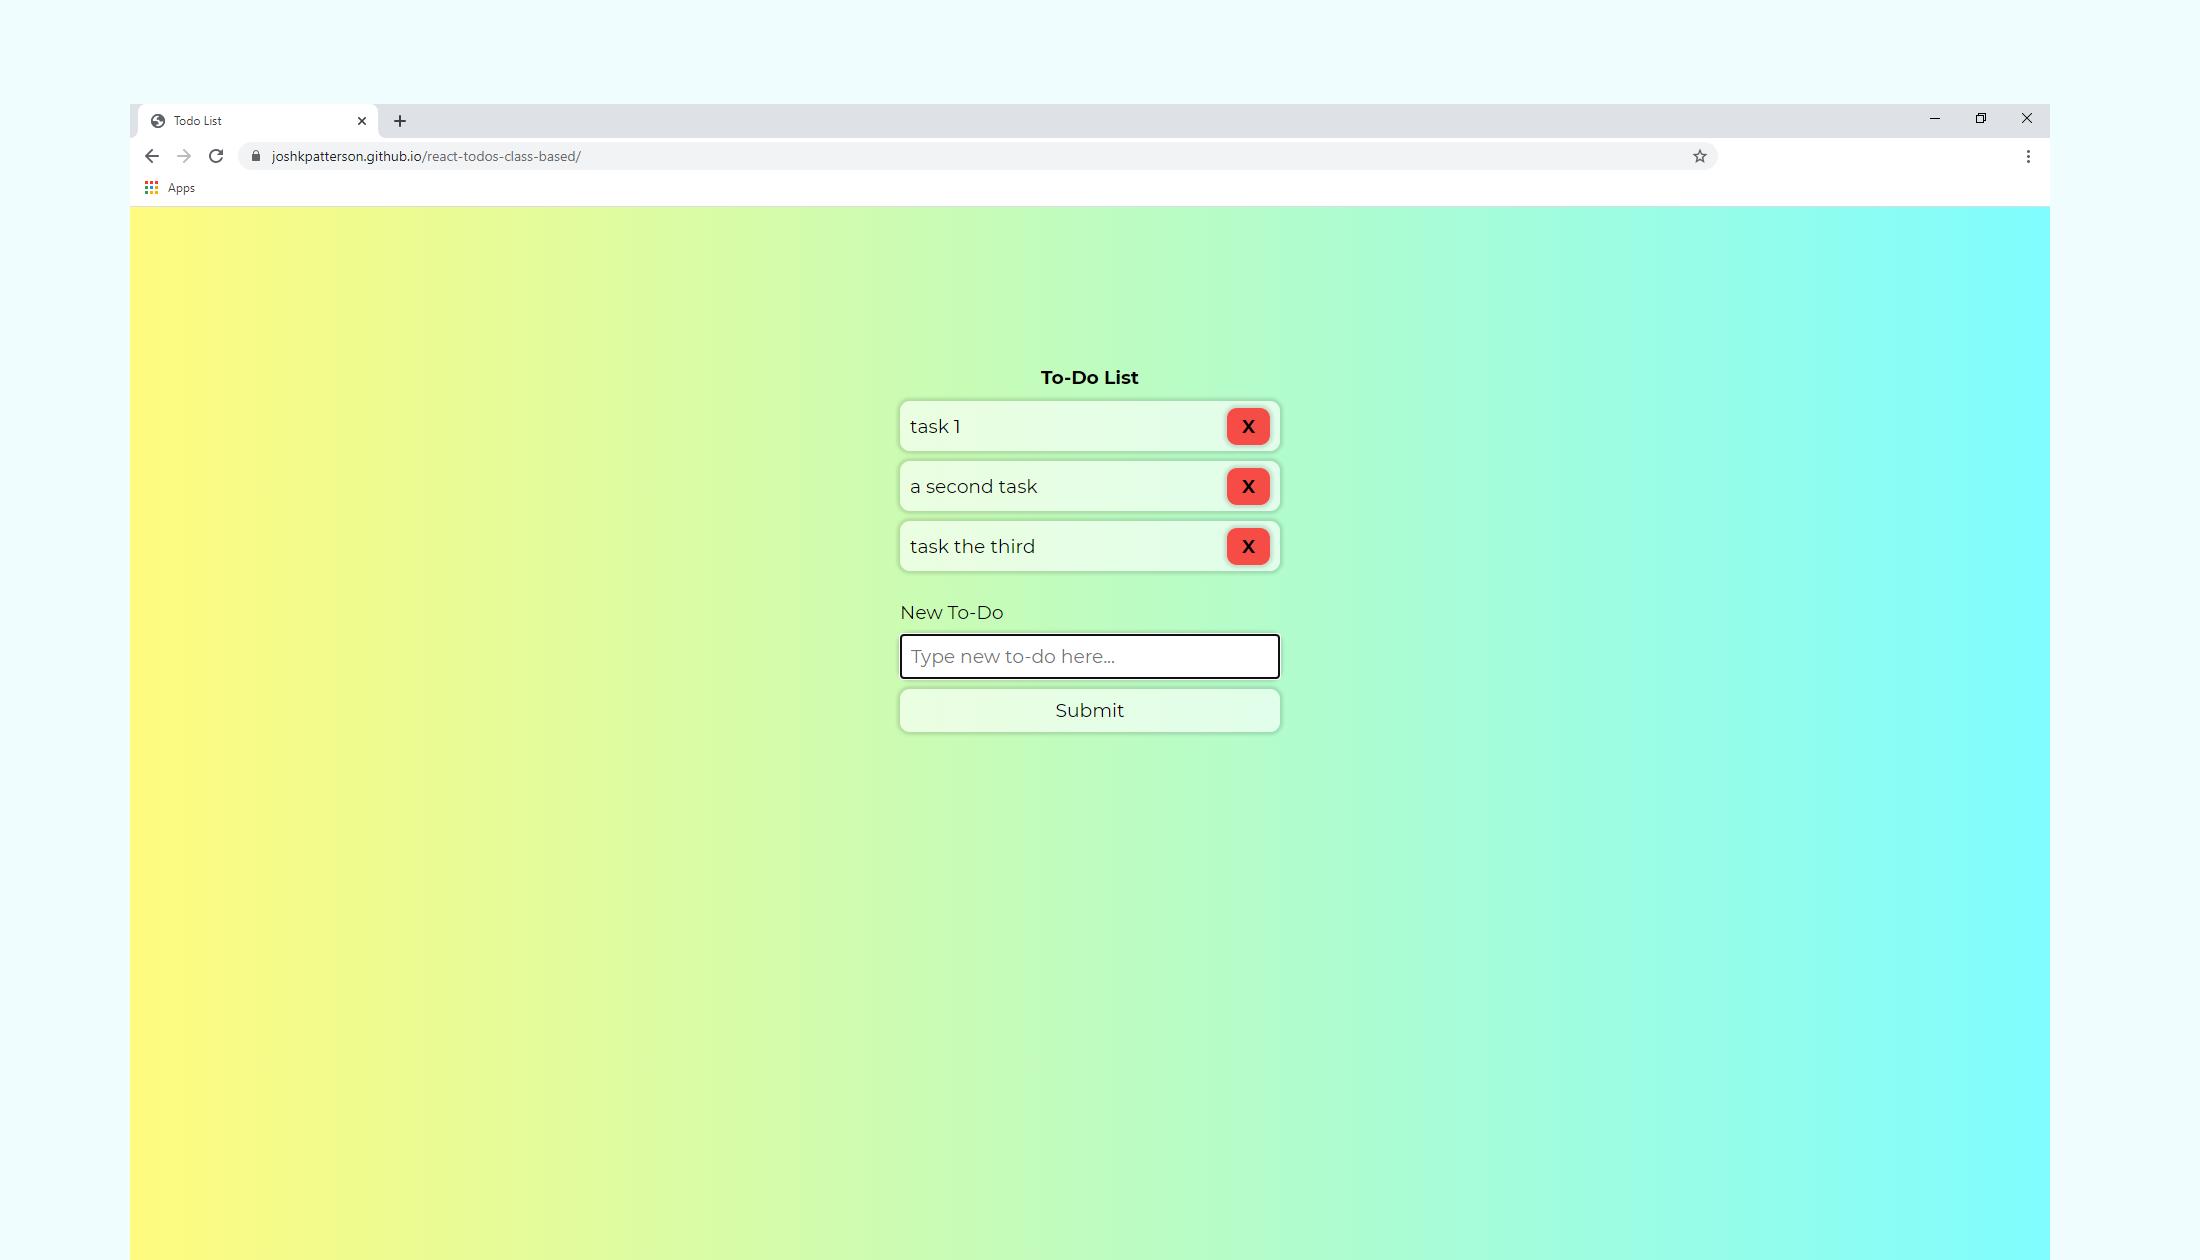 Todo List
joshkpatterson.github.io/react-todos-class-based/
Apps
To-Do List
task 1 X
a second task X
task the third X
New To-Do
Type new to-do here...
Submit